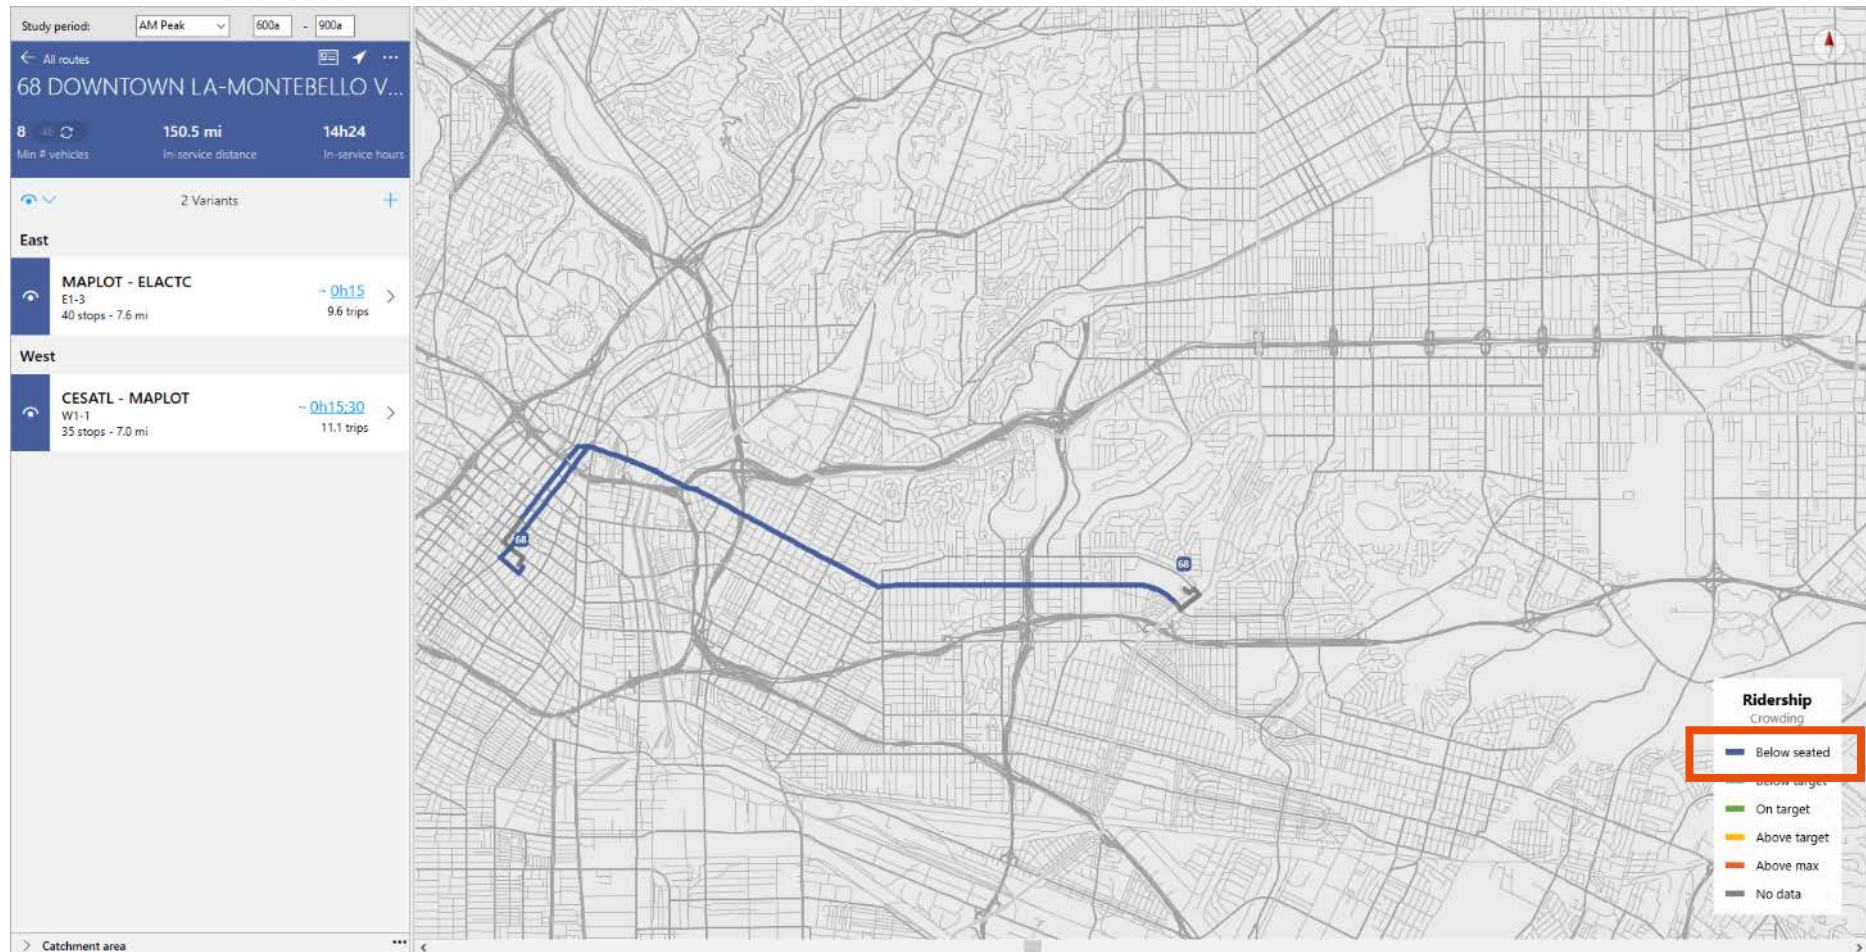 Study period: AM Peak 600a - 900a
All routes
68 DOWNTOWN LA-MONTEBELLO V...
8 46 150.5 mi 14h24
Min # vehicles In-service distance In-service hours
2 Variants
East
MAPLOT - ELACTC
E1-3
40 stops - 7.6 mi
~ 0h15
9.6 trips
West
CESATL - MAPLOT
W1-1
35 stops - 7.0 mi
~ 0h15;30
11.1 trips
Catchment area
68
68
Ridership
Crowding
Below seated
Below target
On target
Above target
Above max
No data